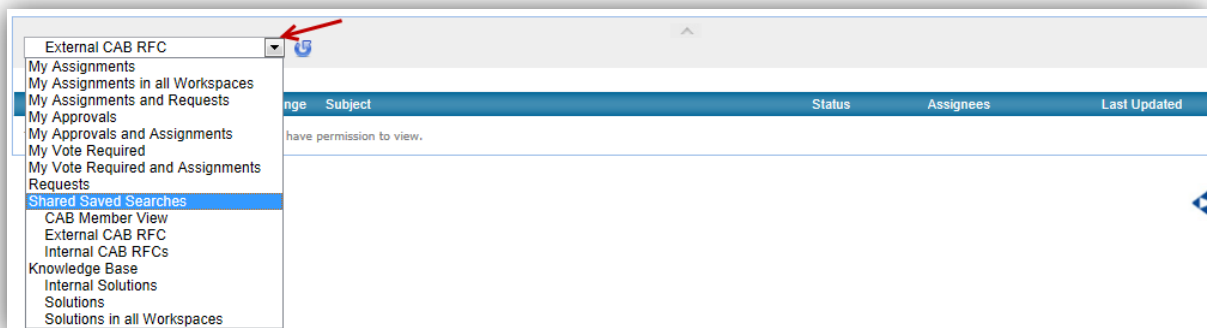 External CAB RFC
My Assignments
My Assignments in all Workspaces
My Assignments and Requests
My Approvals
My Approvals and Assignments
My Vote Required
My Vote Required and Assignments
Requests
Shared Saved Searches
CAB Member View
External CAB RFC
Internal CAB RFCs
Knowledge Base
Internal Solutions
Solutions
Solutions in all Workspaces
Subject Status Assignees Last Updated
have permission to view.